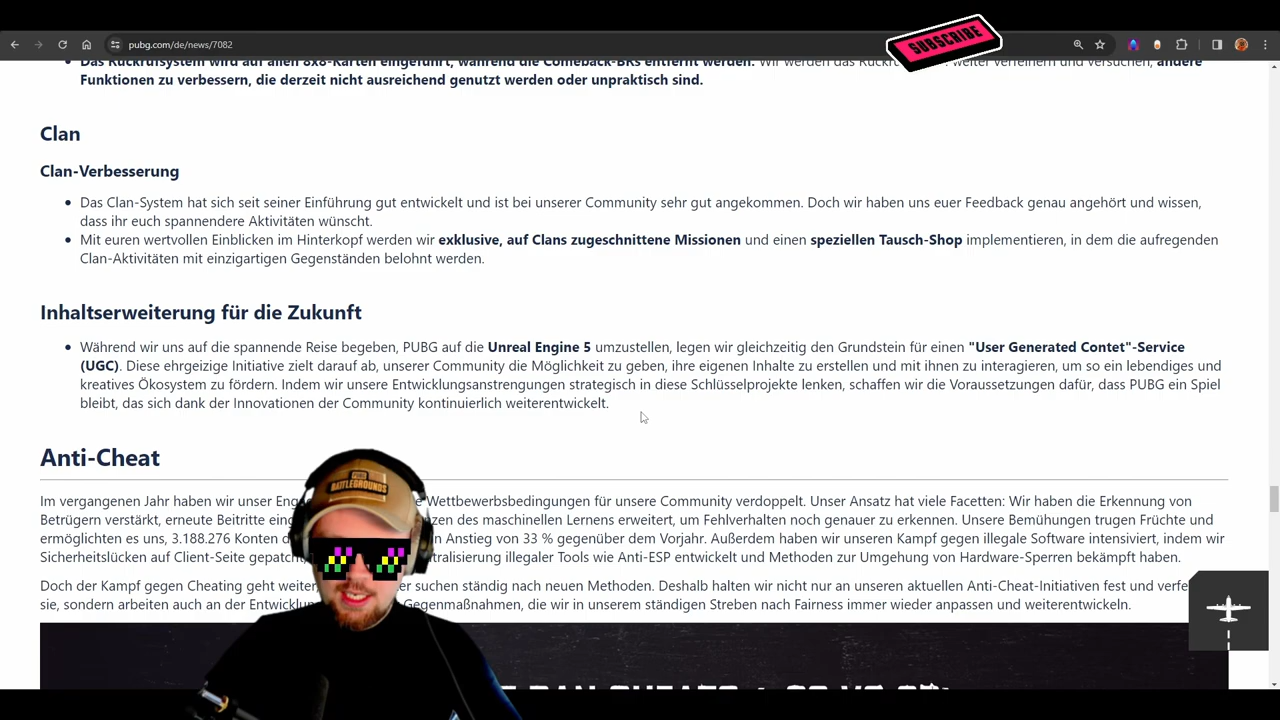 pubg.com/de/news/7082
SUBSCRIBE
Das Rückrufsystem wird auf allen 8x8-Karten eingeführt, während die Comeback-BRs entfernt werden. Wir werden das weiter verfeinern und versuchen, andere
Funktionen zu verbessern, die derzeit nicht ausreichend genutzt werden oder unpraktisch sind.
Clan
Clan-Verbesserung
Das Clan-System hat sich seit seiner Einführung gut entwickelt und ist bei unserer Community sehr gut angekommen. Doch wir haben uns euer Feedback genau angehört und wissen,
dass ihr euch spannendere Aktivitäten wünscht.
Mit euren wertvollen Einblicken im Hinterkopf werden wir exklusive, auf Clans zugeschnittene Missionen und einen speziellen Tausch-Shop implementieren, in dem die aufregenden
Clan-Aktivitäten mit einzigartigen Gegenständen belohnt werden.
Inhaltserweiterung für die Zukunft
Während wir uns auf die spannende Reise begeben, PUBG auf die Unreal Engine 5 umzustellen, legen wir gleichzeitig den Grundstein für einen "User Generated Contet"-Service
(UGC). Diese ehrgeizige Initiative zielt darauf ab, unserer Community die Möglichkeit zu geben, ihre eigenen Inhalte zu erstellen und mit ihnen zu interagieren, um so ein lebendiges und
kreatives Ökosystem zu fördern. Indem wir unsere Entwicklungsanstrengungen strategisch in diese Schlüsselprojekte lenken, schaffen wir die Voraussetzungen dafür, dass PUBG ein Spiel
bleibt, das sich dank der Innovationen der Community kontinuierlich weiterentwickelt.
Anti-Cheat
Im vergangenen Jahr haben wir unser Wettbewerbsbedingungen für unsere Community verdoppelt. Unser Ansatz hat viele Facetten: Wir haben die Erkennung von
Betrügern verstärkt, erneute Beitritte des maschinellen Lernens erweitert, um Fehlverhalten noch genauer zu erkennen. Unsere Bemühungen trugen Früchte und
ermöglichten es uns, 3.188.276 Konten Anstieg von 33 % gegenüber dem Vorjahr. Außerdem haben wir unseren Kampf gegen illegale Software intensiviert, indem wir
Sicherheitslücken auf Client-Seite gepatcht, illegaler Tools wie Anti-ESP entwickelt und Methoden zur Umgehung von Hardware-Sperren bekämpft haben.
Doch der Kampf gegen Cheating geht weiter suchen ständig nach neuen Methoden. Deshalb halten wir nicht nur an unseren aktuellen Anti-Cheat-Initiativen fest und
sie, sondern arbeiten auch an der Gegenmaßnahmen, die wir in unserem ständigen Streben nach Fairness immer wieder anpassen und weiterentwickeln.
BATTLEGROUNDS